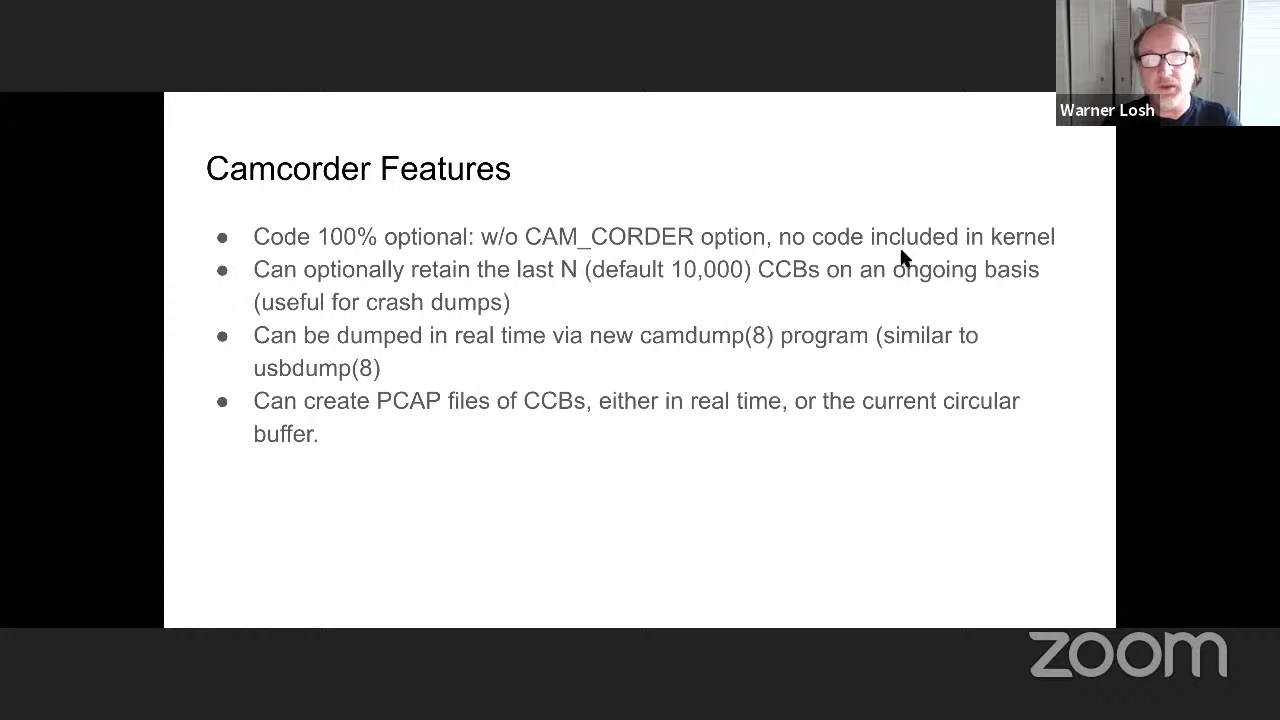 Warner Losh
Camcorder Features
● Code 100% optional: w/o CAM_CORDER option, no code included in kernel
● Can optionally retain the last N (default 10,000) CCBs on an ongoing basis
(useful for crash dumps)
● Can be dumped in real time via new camdump(8) program (similar to
usbdump(8)
● Can create PCAP files of CCBs, either in real time, or the current circular
buffer.
zoom